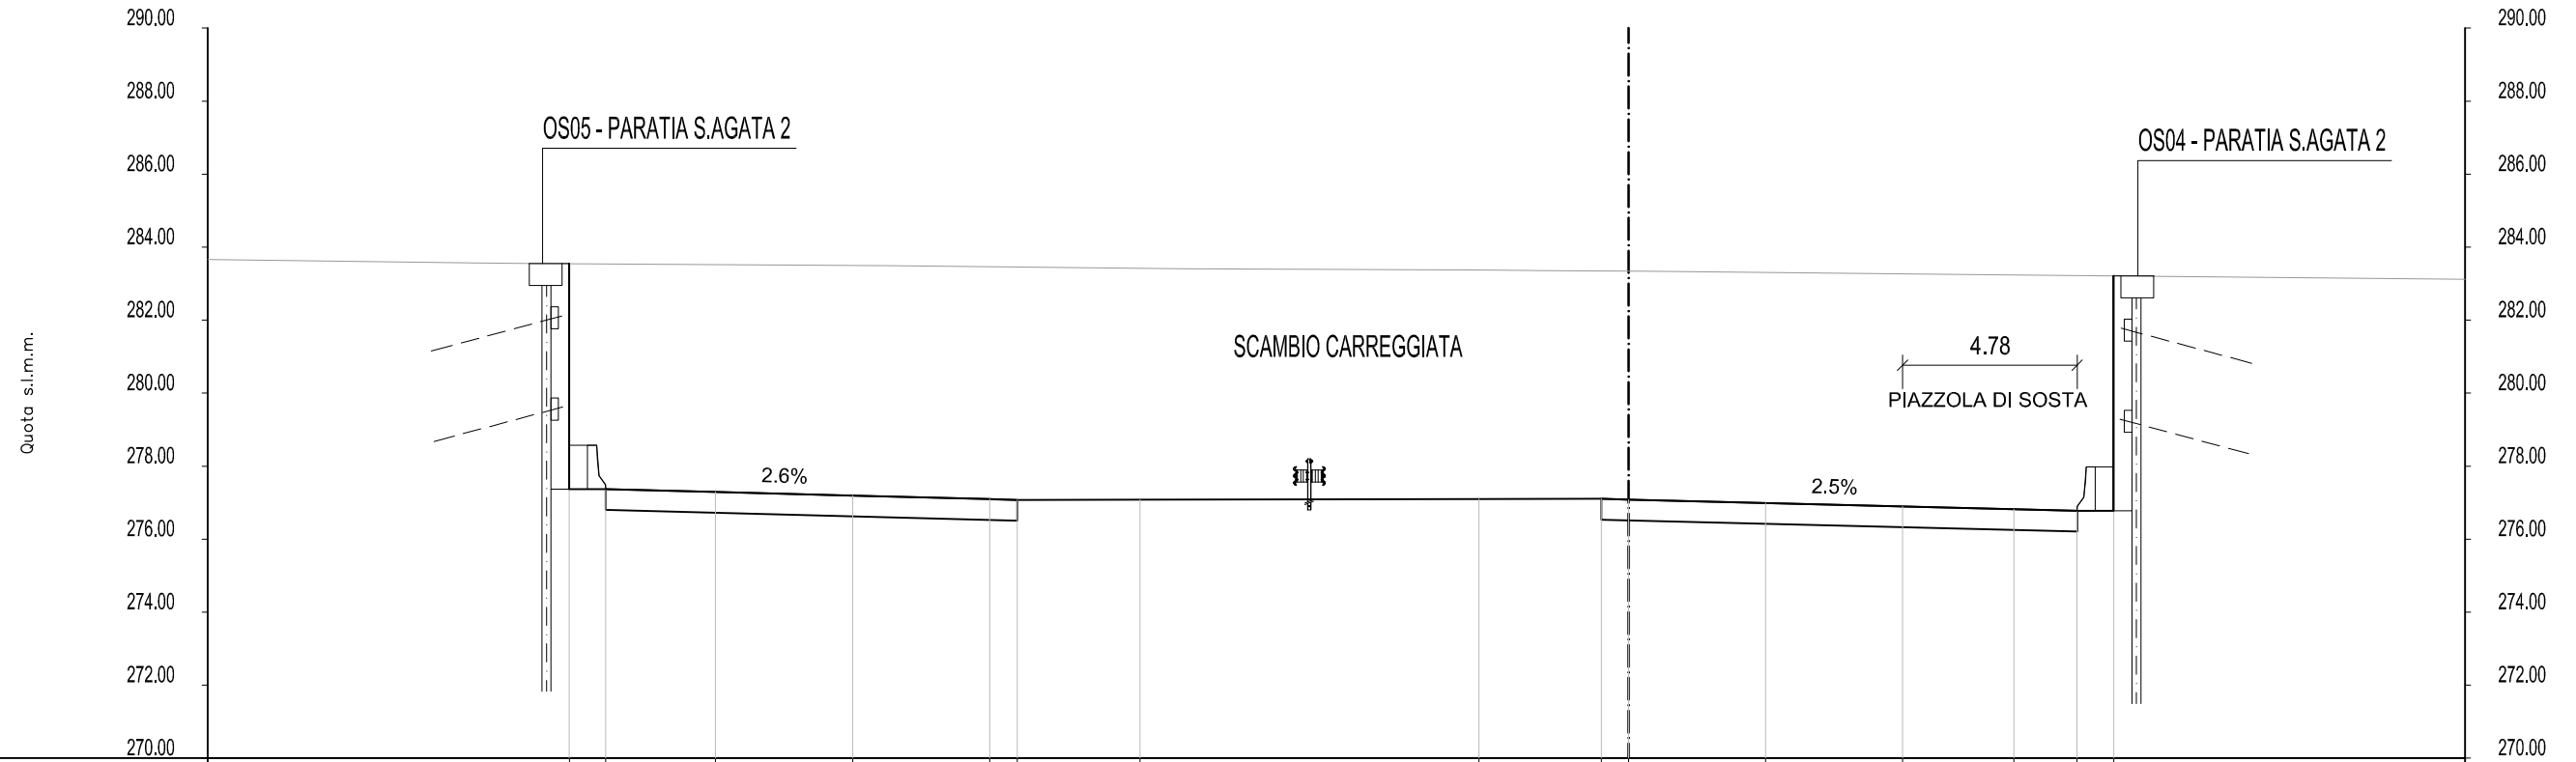 290.00 290.00
288.00 288.00
OS05 - PARATIA S.AGATA 2
OS04 - PARATIA S.AGATA 2
286.00 286.00
284.00 284.00
282.00 282.00
SCAMBIO CARREGGIATA
4.78
Quota s.l.m.m.
280.00 280.00
PIAZZOLA DI SOSTA
278.00 278.00
2.6%
2.5%
276.00 276.00
274.00 274.00
272.00 272.00
270.00 270.00